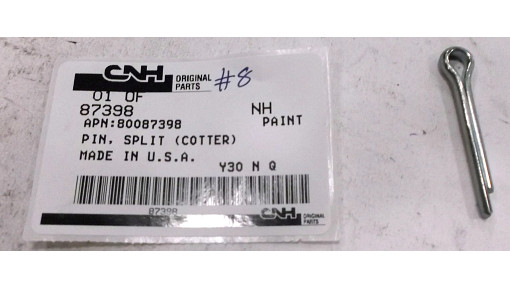 CNH ORIGINAL PARTS #8
01 OF
87398 NH
APN:80087398 PAINT
PIN, SPLIT (COTTER)
MADE IN U.S.A.
Y30 N Q
87398
CNH ORIGINAL PARTS